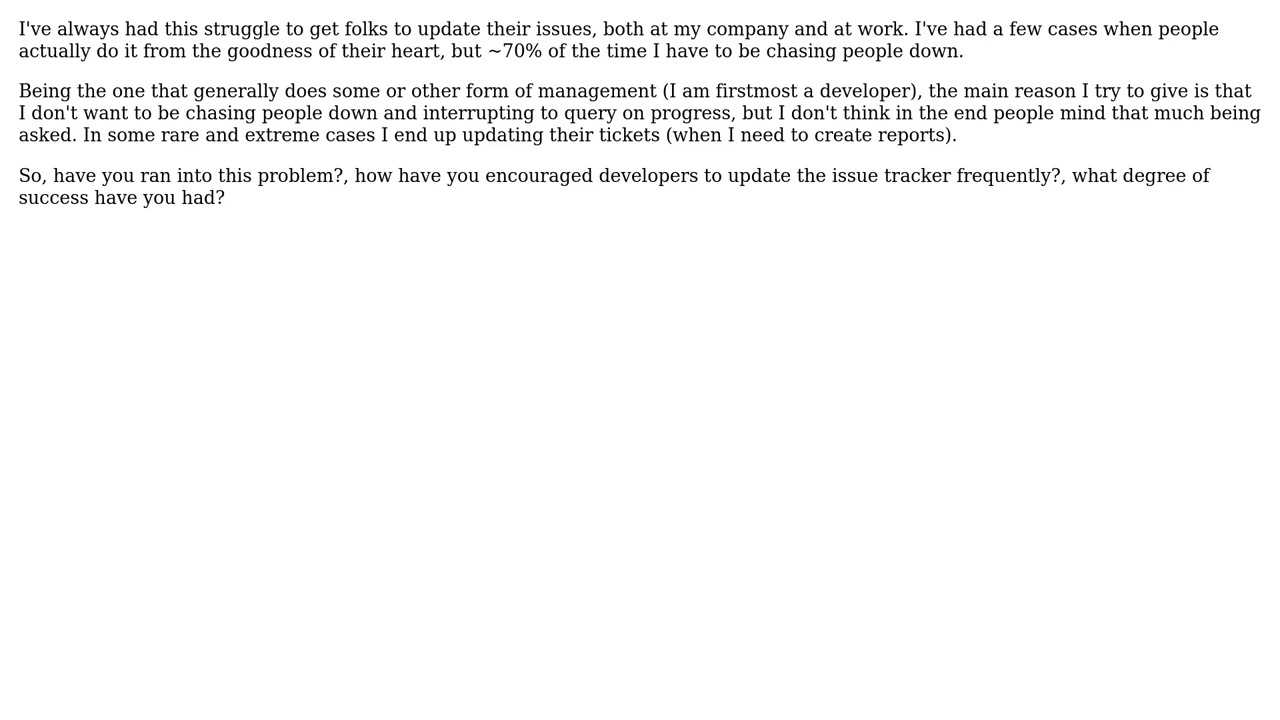 I've always had this struggle to get folks to update their issues, both at my company and at work. I've had a few cases when people
actually do it from the goodness of their heart, but ~70% of the time I have to be chasing people down.
Being the one that generally does some or other form of management (I am firstmost a developer), the main reason I try to give is that
I don't want to be chasing people down and interrupting to query on progress, but I don't think in the end people mind that much being
asked. In some rare and extreme cases I end up updating their tickets (when I need to create reports).
So, have you ran into this problem?, how have you encouraged developers to update the issue tracker frequently?, what degree of
success have you had?